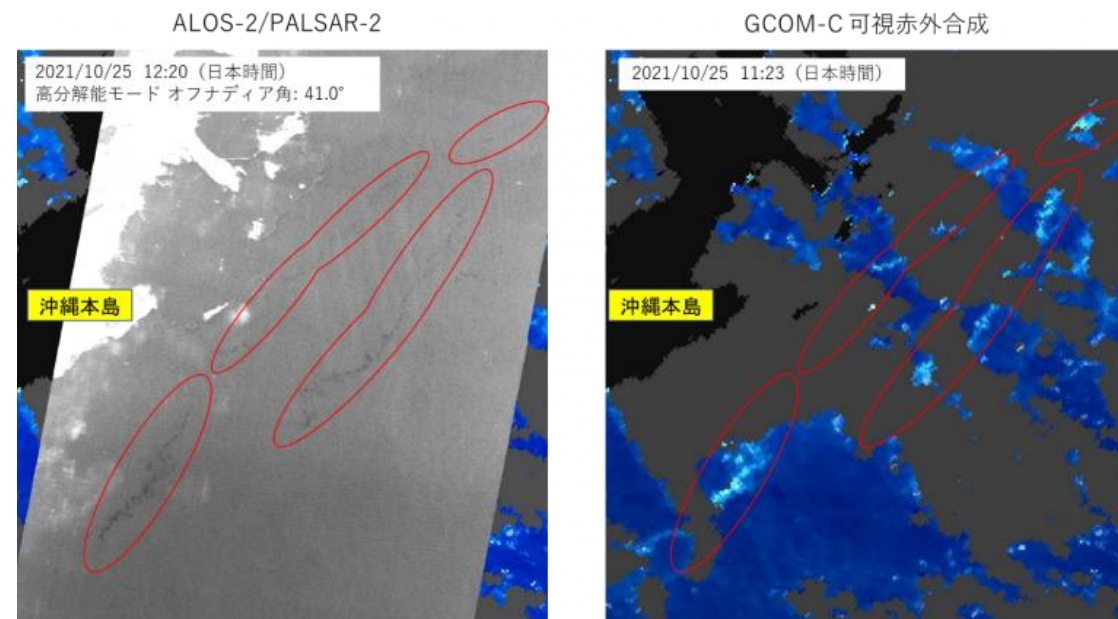 ALOS-2/PALSAR-2
2021/10/25 12:20（日本時間）
高分解能モード オフナディア角: 41.0°
沖縄本島
GCOM-C 可視赤外合成
2021/10/25 11:23（日本時間）
沖縄本島